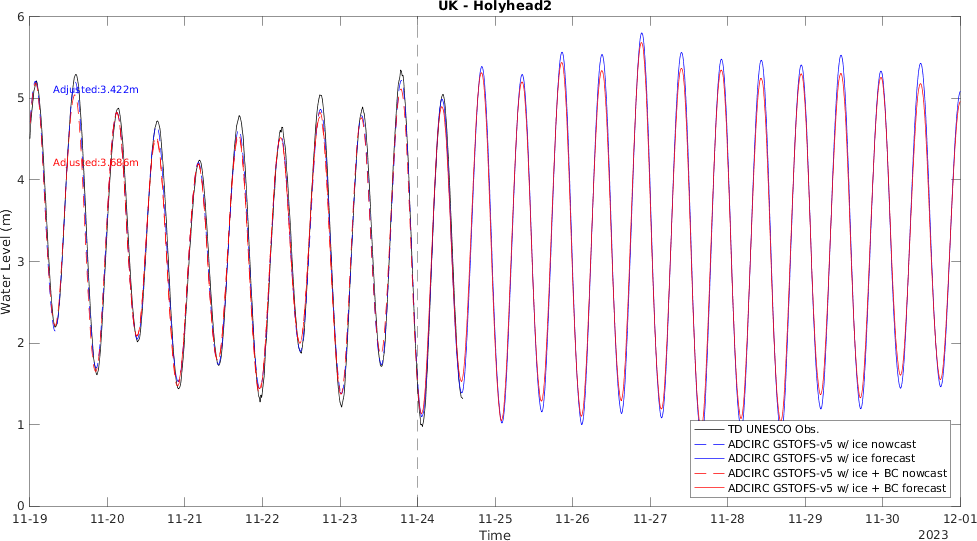 UK - Holyhead2
6
5
4
3
2
1
0
Water Level (m)
Adjusted:3.422m
Adjusted:3.686m
TD UNESCO Obs.
ADCIRC GSTOFS-v5 w/ ice nowcast
ADCIRC GSTOFS-v5 w/ ice forecast
ADCIRC GSTOFS-v5 w/ ice + BC nowcast
ADCIRC GSTOFS-v5 w/ ice + BC forecast
11-19 11-20 11-21 11-22 11-23 11-24 11-25 11-26 11-27 11-28 11-29 11-30 12-01
Time
2023